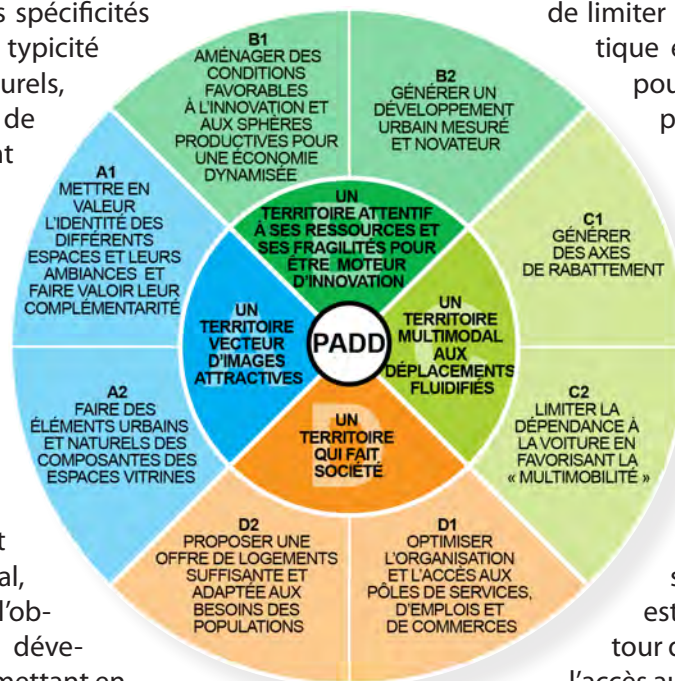 s spécificités
typicité
urels,
de
de limiter
tique e
pou
p
B1
AMÉNAGER DES
CONDITIONS
FAVORABLES
À L'INNOVATION ET
AUX SPHÈRES
PRODUCTIVES POUR
UNE ÉCONOMIE
DYNAMISÉE
B2
GÉNÉRER UN
DÉVELOPPEMENT
URBAIN MESURÉ
ET NOVATEUR
A1
METTRE EN
VALEUR
L'IDENTITÉ DES
DIFFÉRENTS
ESPACES ET LEURS
AMBIANCES ET
FAIRE VALOIR LEUR
COMPLÉMENTARITÉ
B
UN
TERRITOIRE ATTENTIF
À SES RESSOURCES ET
SES FRAGILITÉS POUR
ÊTRE MOTEUR
D'INNOVATION
C1
GÉNÉRER
DES AXES
DE RABATTEMENT
A
UN
TERRITOIRE
VECTEUR
D'IMAGES
ATTRACTIVES
PADD
C
UN
TERRITOIRE
MULTIMODAL
AUX
DÉPLACEMENTS
FLUIDIFIÉS
A2
FAIRE DES
ÉLÉMENTS URBAINS
ET NATURELS DES
COMPOSANTES DES
ESPACES VITRINES
D
UN
TERRITOIRE
QUI FAIT
SOCIÉTÉ
C2
LIMITER LA
DÉPENDANCE À
LA VOITURE EN
FAVORISANT LA
« MULTIMOBILITÉ »
D2
PROPOSER UNE
OFFRE DE LOGEMENTS
SUFFISANTE ET
ADAPTÉE AUX
BESOINS DES
POPULATIONS
D1
OPTIMISER
L'ORGANISATION
ET L'ACCÉS AUX
PÔLES DE SERVICES,
D'EMPLOIS ET
DE COMMERCES
t
al,
l'ob-
déve-
mettant en
s
est
tour d
l'accès au